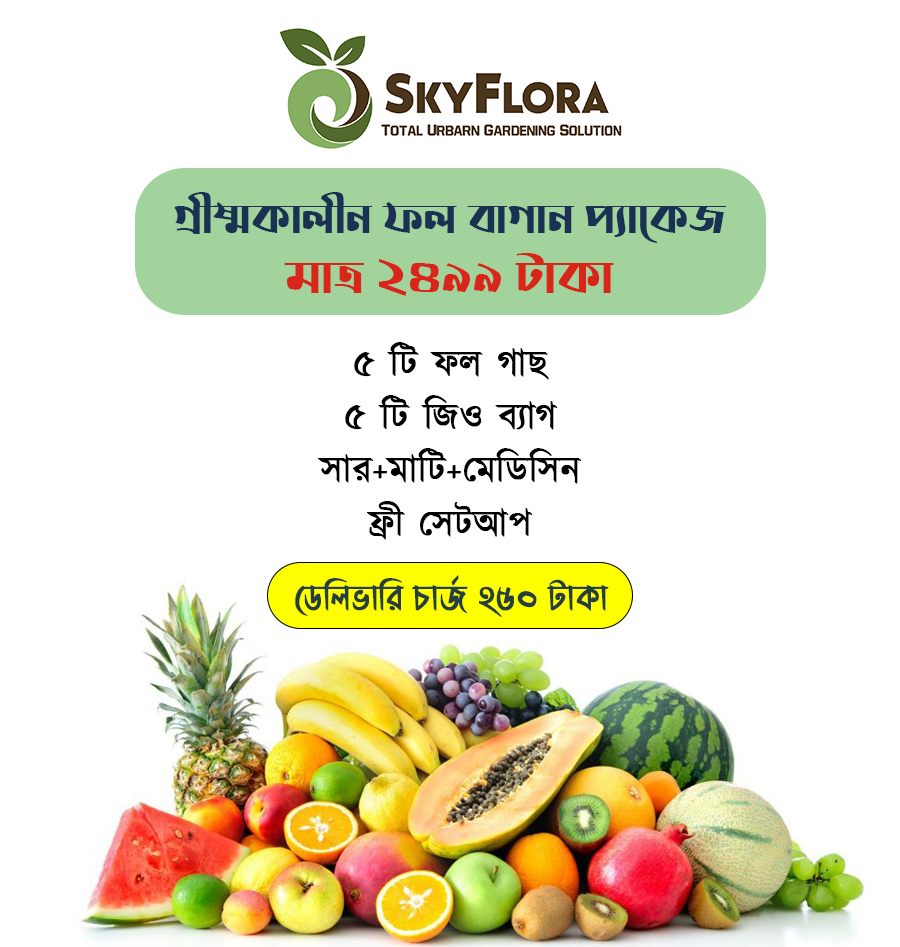 SKYFLORA
TOTAL URBARN GARDENING SOLUTION
গ্রীষ্মকালীন ফল বাগান প্যাকেজ
মাত্র ২৪৯৯ টাকা
৫ টি ফল গাছ
৫ টি জিও ব্যাগ
সার+মাটি+মেডিসিন
ফ্রী সেটআপ
ডেলিভারি চার্জ ২৫০ টাকা